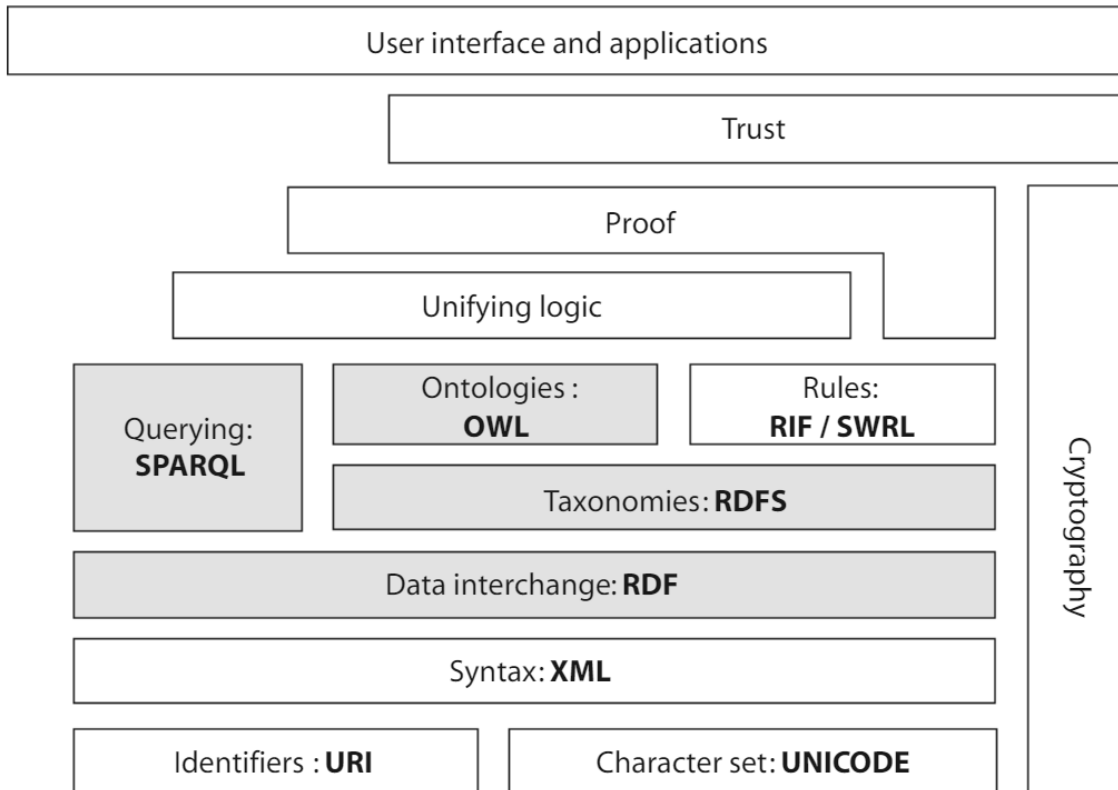 User interface and applications
Trust
Proof
Unifying logic
Querying:
SPARQL
Ontologies :
OWL
Rules:
RIF / SWRL
Taxonomies: RDFS
Data interchange: RDF
Syntax: XML
Identifiers : URI
Character set: UNICODE
Cryptography